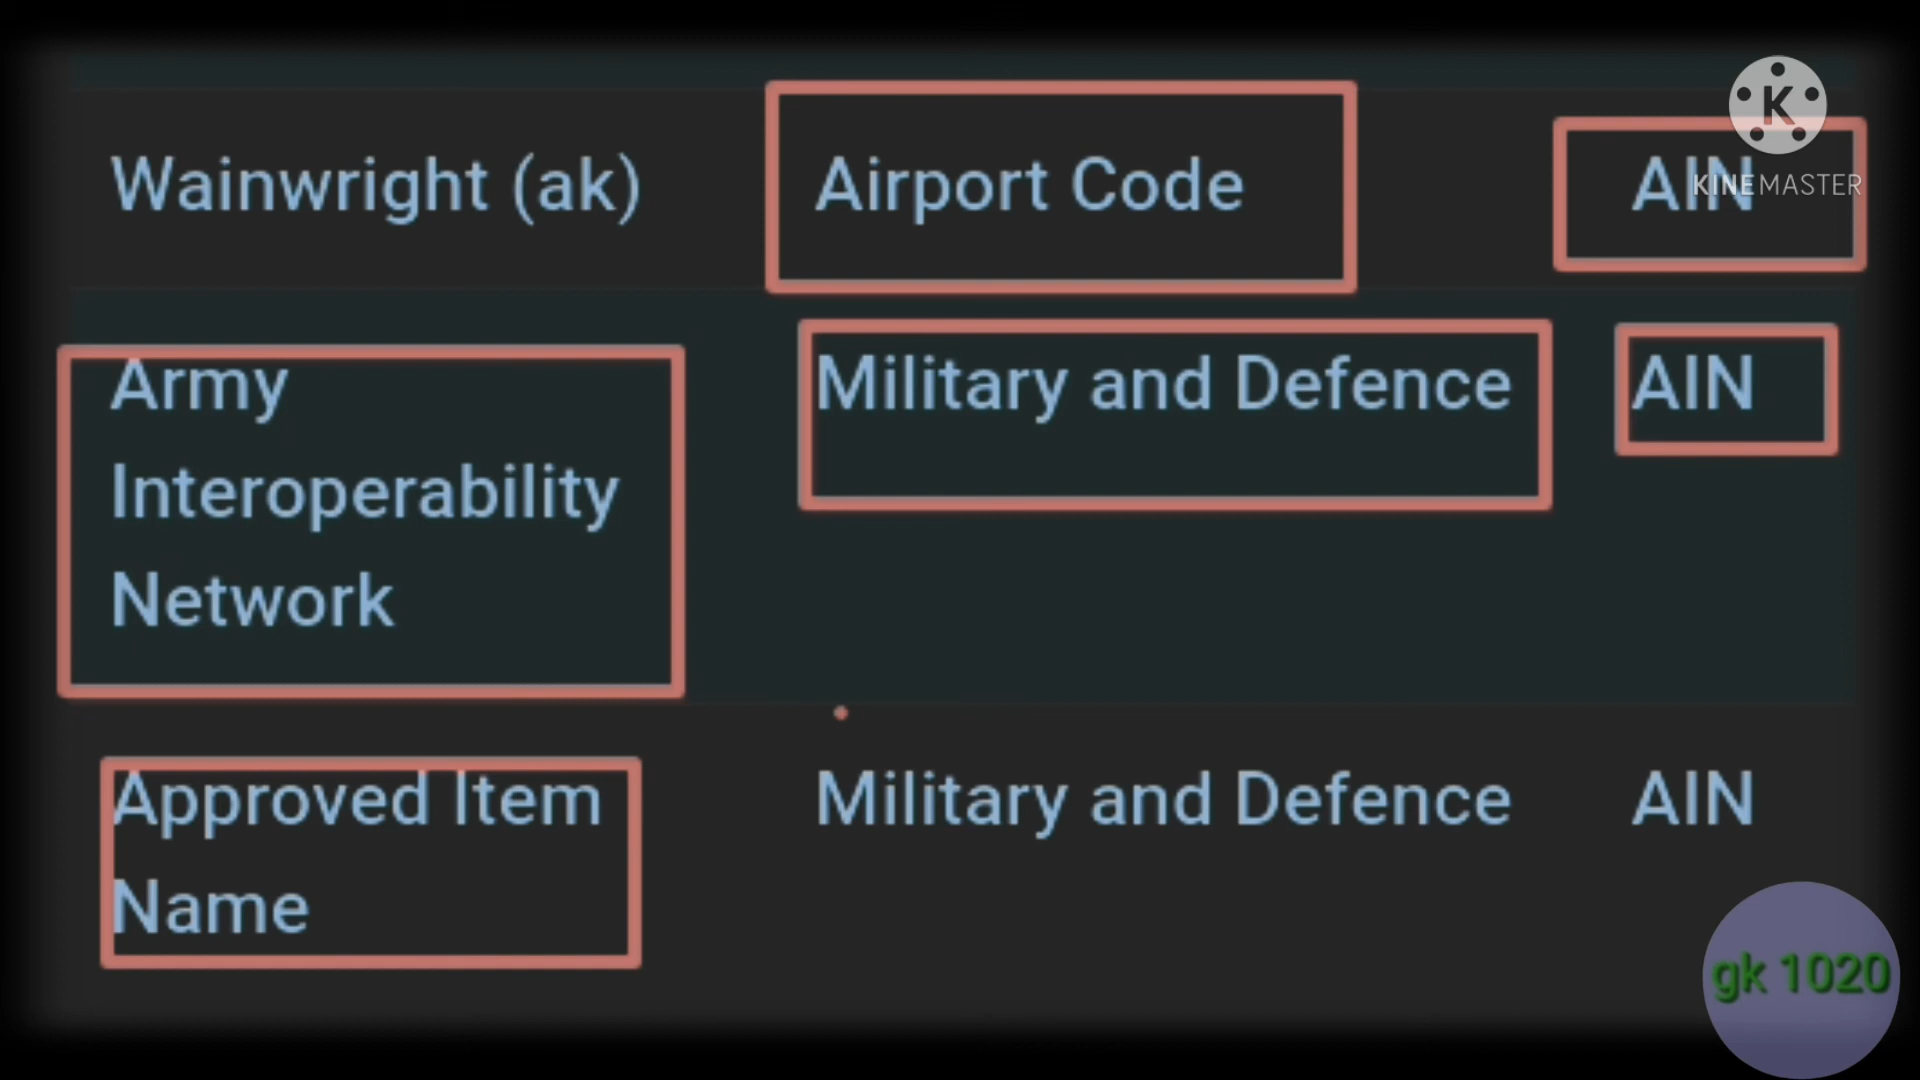 Wainwright (ak) Airport Code AIN
K
KINEMASTER
Army Military and Defence AIN
Interoperability
Network
Approved Item Military and Defence AIN
Name
gk 1020